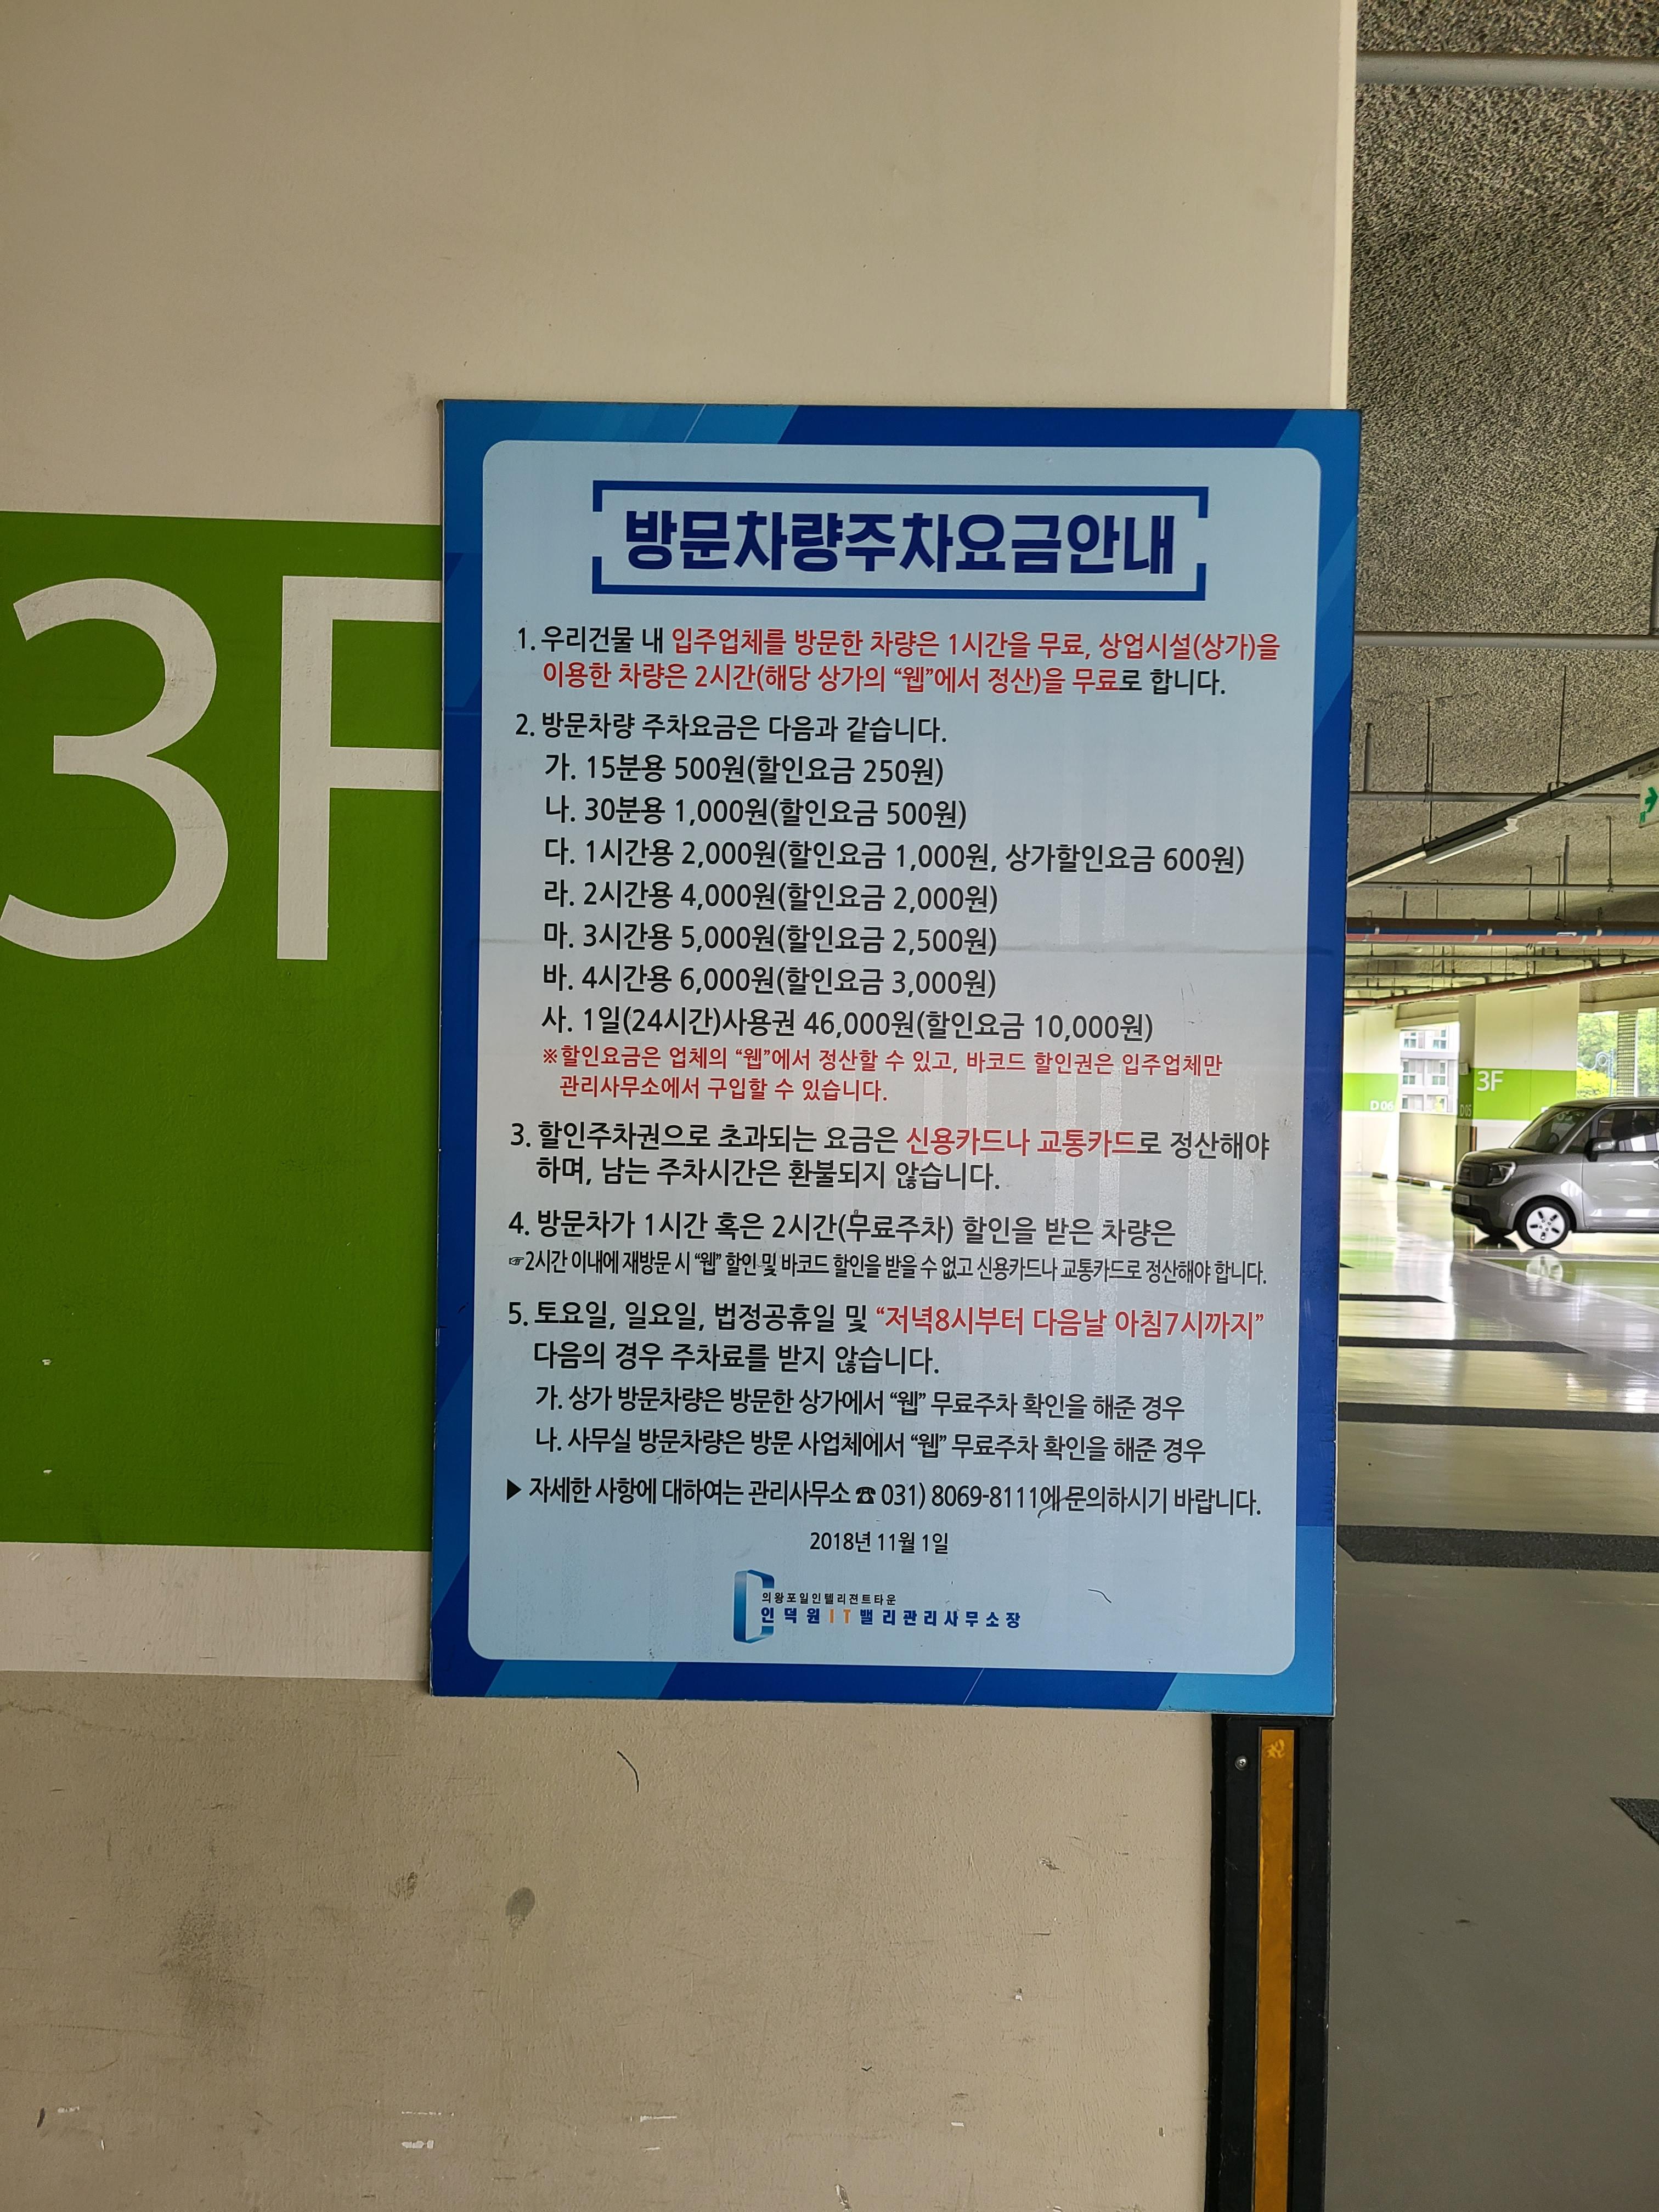 3F
방문차량주차요금안내
1. 우리건물 내 입주업체를 방문한 차량은 1시간을 무료, 상업시설(상가)을
이용한 차량은 2시간(해당 상가의 “웹”에서 정산)을 무료로 합니다.
2. 방문차량 주차요금은 다음과 같습니다.
가. 15분용 500원(할인요금 250원)
나. 30분용 1,000원(할인요금 500원)
다. 1시간용 2,000원(할인요금 1,000원, 상가할인요금 600원)
라. 2시간용 4,000원(할인요금 2,000원)
마. 3시간용 5,000원(할인요금 2,500원)
바. 4시간용 6,000원(할인요금 3,000원)
사. 1일(24시간)사용권 46,000원(할인요금 10,000원)
※할인요금은 업체의 “웹”에서 정산할 수 있고, 바코드 할인권은 입주업체만
관리사무소에서 구입할 수 있습니다.
3. 할인주차권으로 초과되는 요금은 신용카드나 교통카드로 정산해야
하며, 남는 주차시간은 환불되지 않습니다.
4. 방문차가 1시간 혹은 2시간(무료주차) 할인을 받은 차량은
☞2시간 이내에 재방문 시 “웹” 할인 및 바코드 할인을 받을 수 없고 신용카드나 교통카드로 정산해야 합니다.
5. 토요일, 일요일, 법정공휴일 및 “저녁8시부터 다음날 아침7시까지”
다음의 경우 주차료를 받지 않습니다.
가. 상가 방문차량은 방문한 상가에서 “웹” 무료주차 확인을 해준 경우
나. 사무실 방문차량은 방문 사업체에서 “웹” 무료주차 확인을 해준 경우
▶ 자세한 사항에 대하여는 관리사무소 ☎ 031) 8069-8111에 문의하시기 바랍니다.
2018년 11월 1일
의왕포일인텔리젼트타운
인덕원IT밸리관리사무소장
3F
D 06
D 05